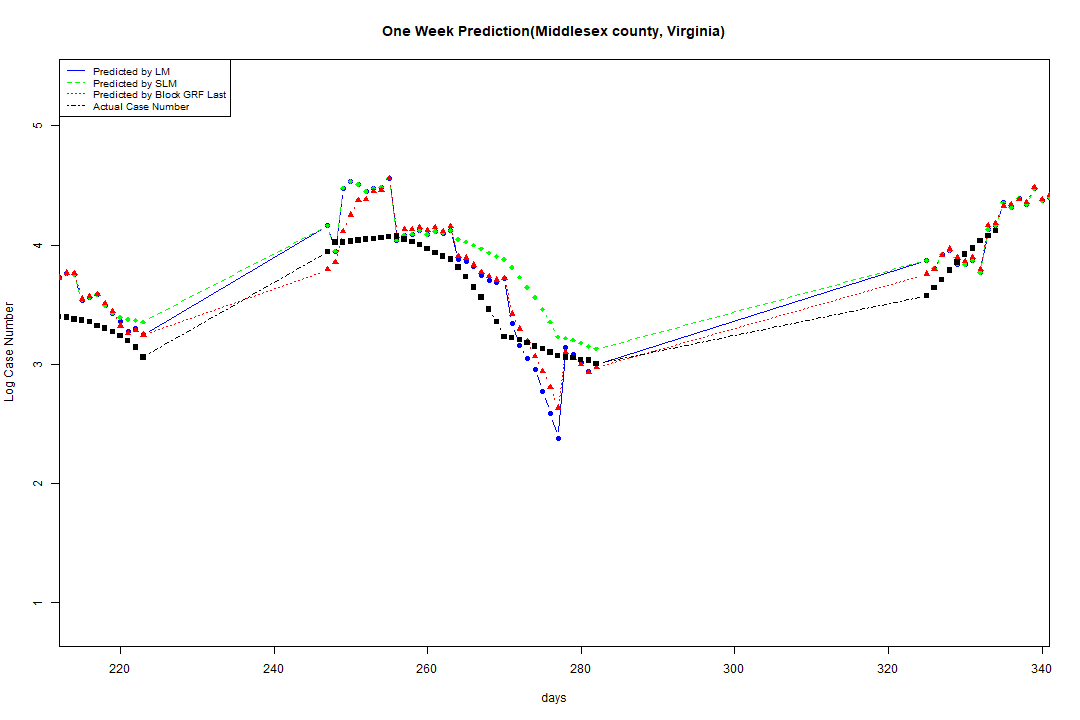 One Week Prediction(Middlesex county, Virginia)
Predicted by LM
Predicted by SLM
Predicted by Block GRF Last
Actual Case Number
5
4
3
2
1
Log Case Number
220 240 260 280 300 320 340
days